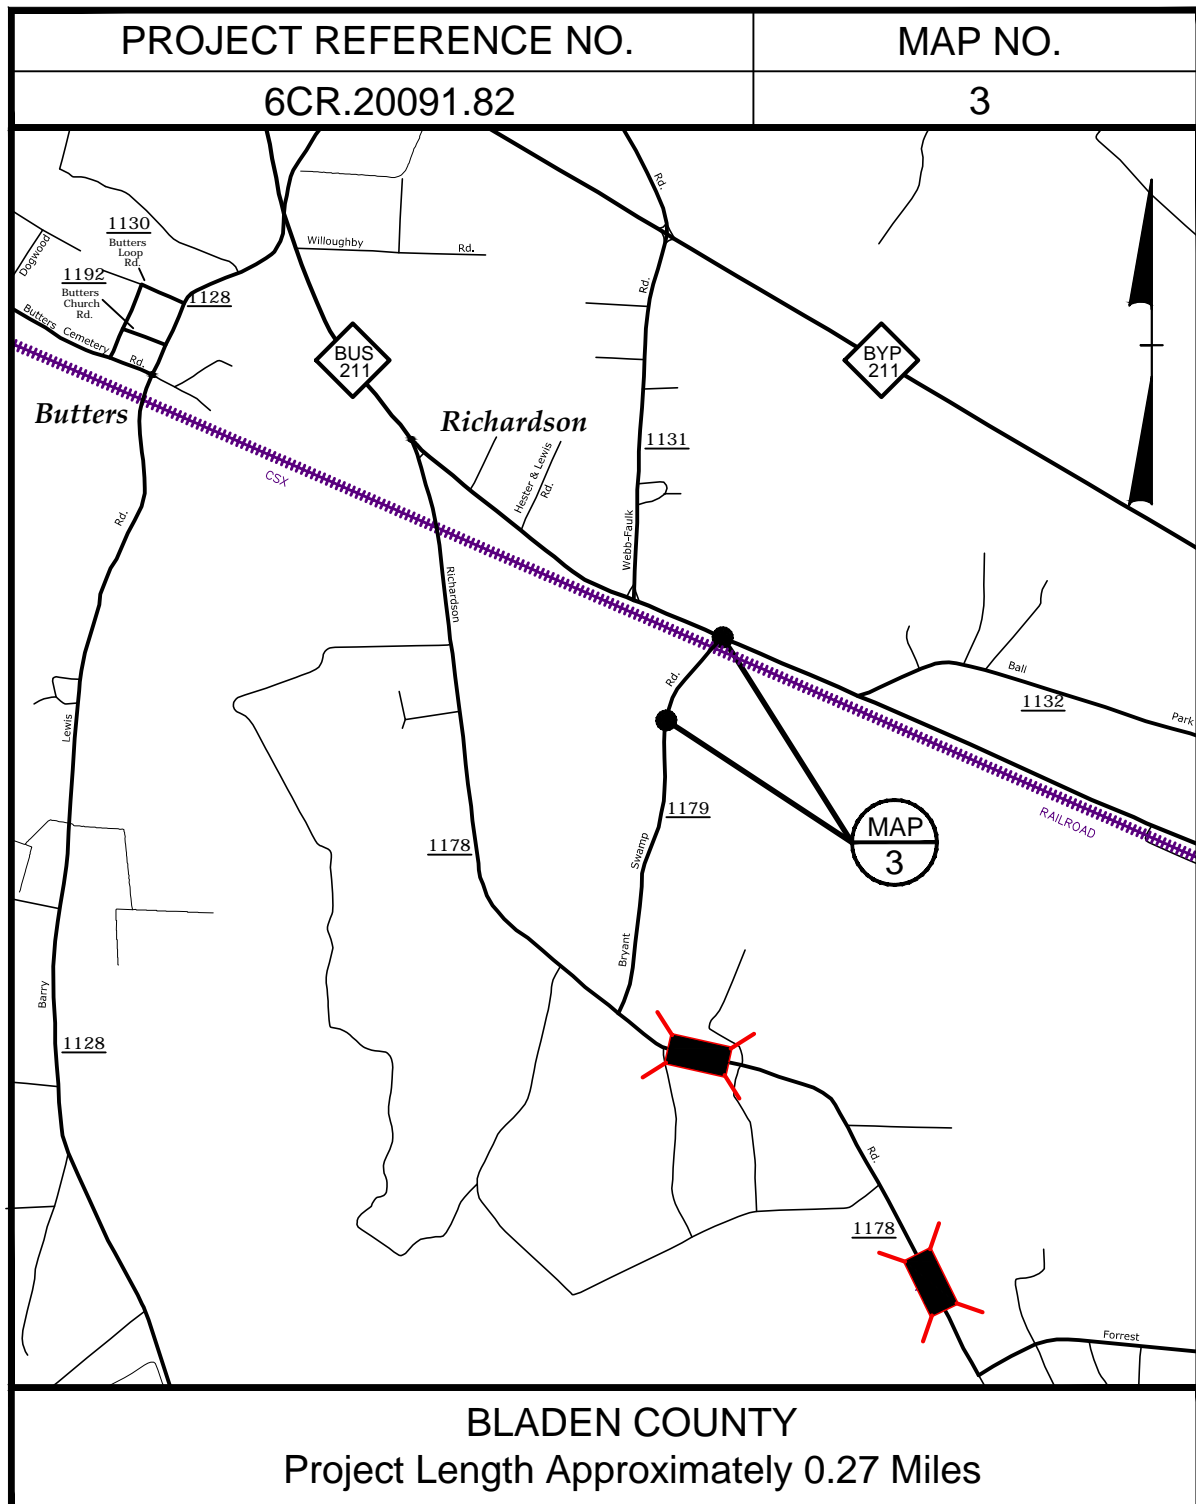 PROJECT REFERENCE NO.
MAP NO.
6CR.20091.82
3
Rd.
1130
Butters
Loop
Rd.
Dogwood
Willoughby
Rd.
1192
Butters
Church
Rd.
1128
Rd.
Butters
Cemetery
Rd.
BUS
211
BYP
211
Butters
Richardson
1131
Hester & Lewis
Rd.
CSX
Rd.
Webb-Faulk
Richardson
Rd.
Ball
1132
Park
Lewis
1179
RAILROAD
MAP
3
1178
Swamp
Bryant
Barry
1128
Rd.
1178
Forrest
BLADEN COUNTY
Project Length Approximately 0.27 Miles